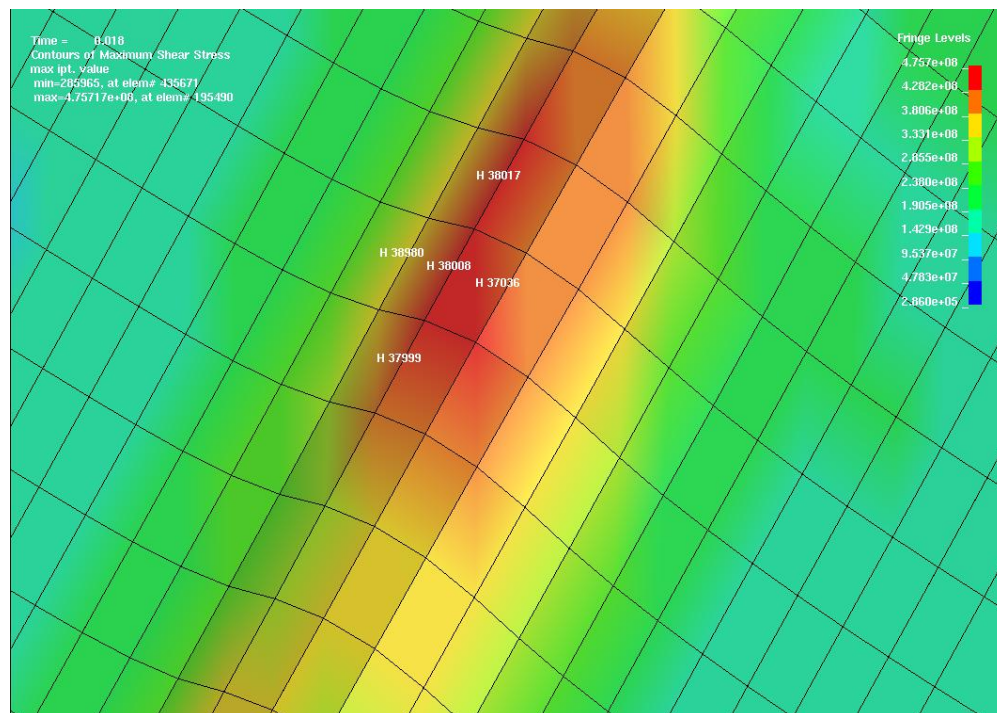 Time =     0.018
Contours of Maximum Shear Stress
max ipt. value
min=285965, at elem# 435671
max=4.75717e+08, at elem# 195490
Fringe Levels
4.757e+08
4.282e+08
3.806e+08
3.331e+08
2.855e+08
2.380e+08
1.905e+08
1.429e+08
9.537e+07
4.783e+07
2.860e+05
H 38017
H 38980
H 38008
H 37036
H 37999